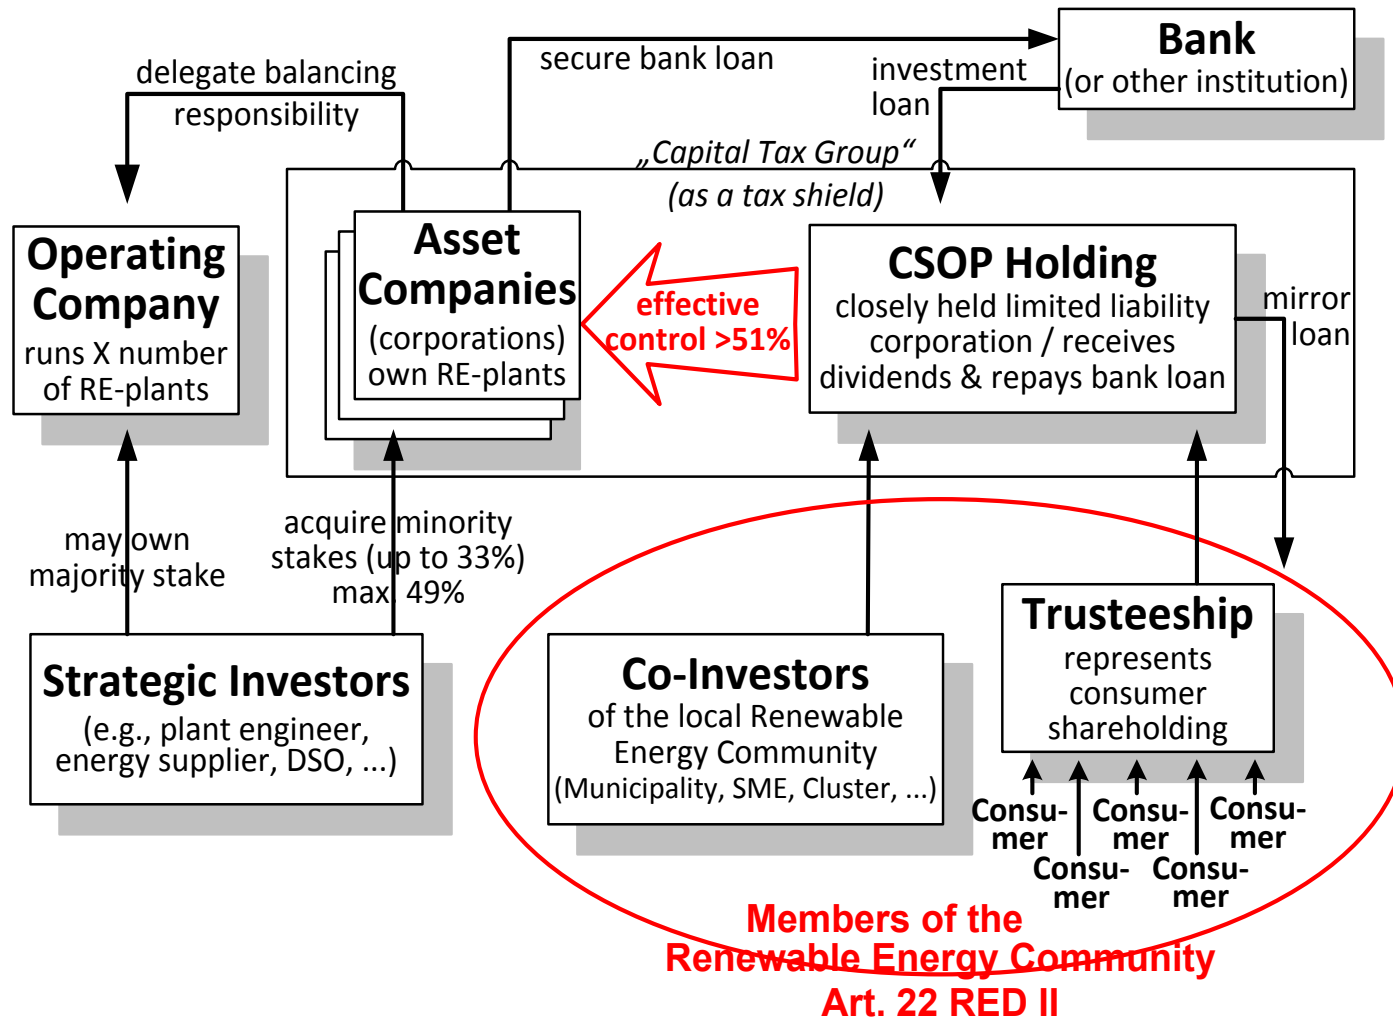 Bank
(or other institution)
secure bank loan
investment
loan
delegate balancing
responsibility
„Capital Tax Group“
(as a tax shield)
Operating
Company
runs X number
of RE-plants
Asset
Companies
(corporations)
own RE-plants
effective
control >51%
CSOP Holding
closely held limited liability
corporation / receives
dividends & repays bank loan
mirror
loan
may own
majority stake
acquire minority
stakes (up to 33%)
max. 49%
Strategic Investors
(e.g., plant engineer,
energy supplier, DSO, ...)
Co-Investors
of the local Renewable
Energy Community
(Municipality, SME, Cluster, ...)
Trusteeship
represents
consumer
shareholding
Consu-
mer
Consu-
mer
Consu-
mer
Consu-
mer
Consu-
mer
Members of the
Renewable Energy Community
Art. 22 RED II